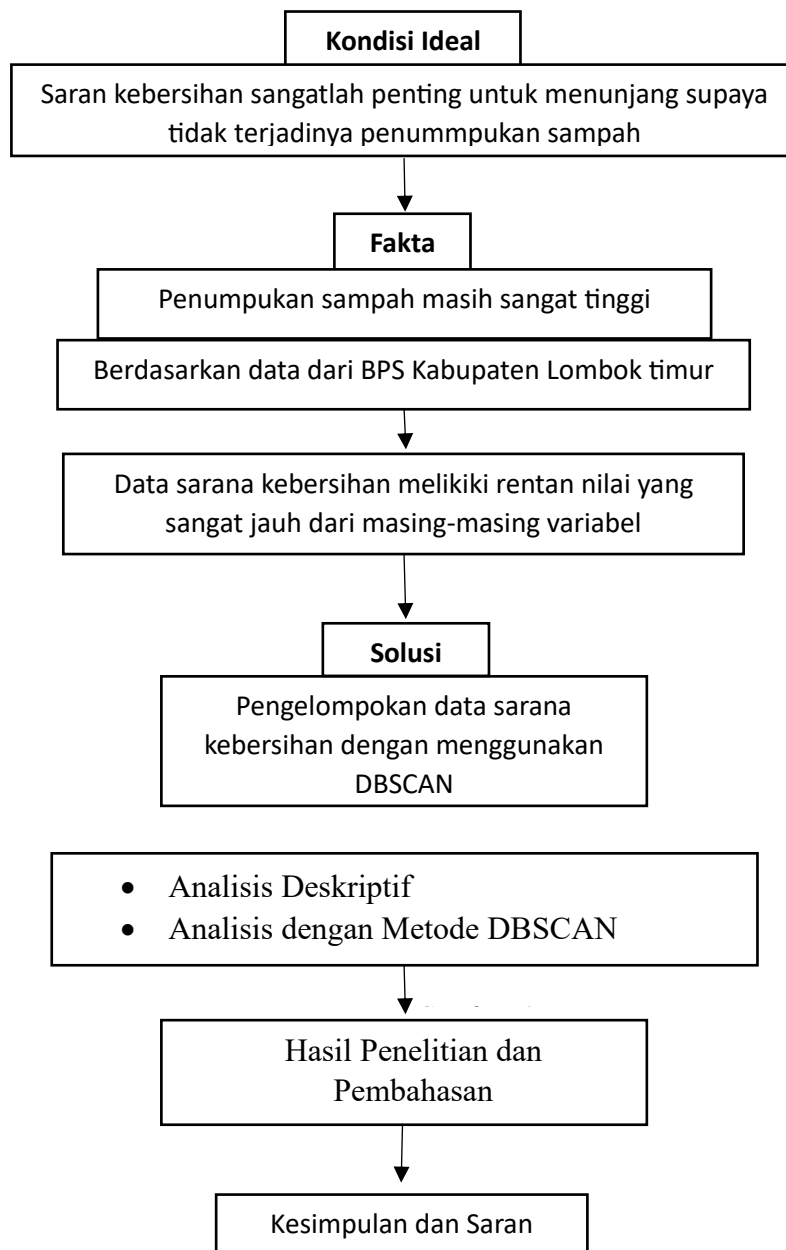 Kondisi Ideal
Saran kebersihan sangatlah penting untuk menunjang supaya
tidak terjadinya penummpukan sampah
Fakta
Penumpukan sampah masih sangat tinggi
Berdasarkan data dari BPS Kabupaten Lombok timur
Data sarana kebersihan melikiki rentan nilai yang
sangat jauh dari masing-masing variabel
Solusi
Pengelompokan data sarana
kebersihan dengan menggunakan
DBSCAN
• Analisis Deskriptif
• Analisis dengan Metode DBSCAN
Hasil Penelitian dan
Pembahasan
Kesimpulan dan Saran